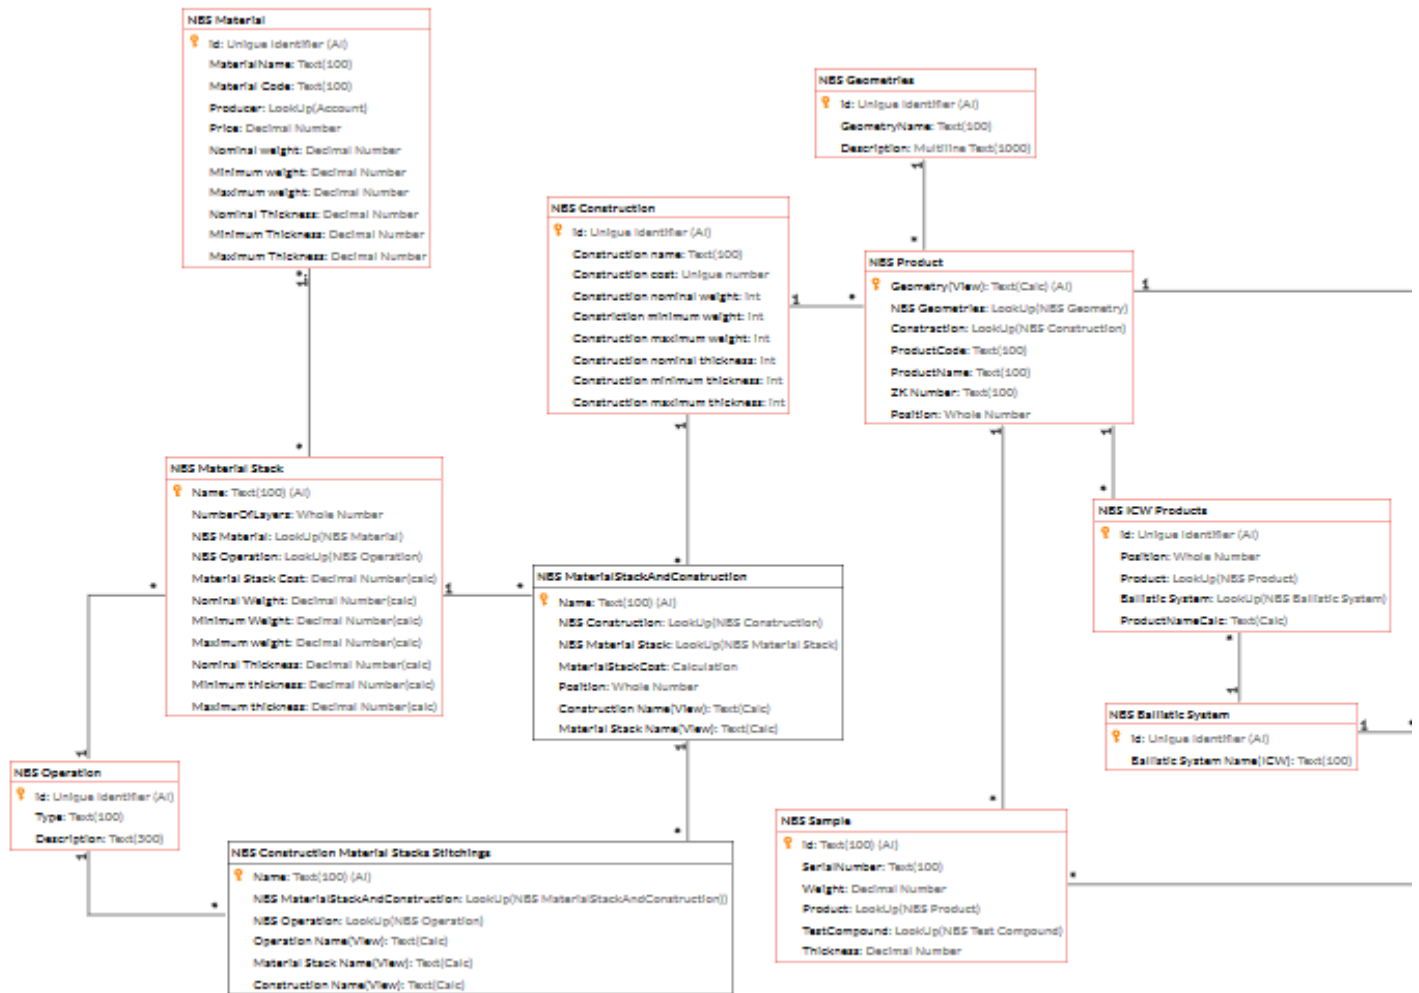 NBS Material
Id: Unique Identifier (AI)
MaterialName: Text(100)
Material Code: Text(100)
Producer: LookUp(Account)
Price: Decimal Number
Nominal weight: Decimal Number
Minimum weight: Decimal Number
Maximum weight: Decimal Number
Nominal Thickness: Decimal Number
Minimum Thickness: Decimal Number
Maximum Thickness: Decimal Number
NBS Geometries
Id: Unique Identifier (AI)
GeometryName: Text(100)
Description: Multiline Text(1000)
NBS Construction
Id: Unique Identifier (AI)
Construction name: Text(100)
Construction cost: Unique number
Construction nominal weight: Int
Constriction minimum weight: Int
Construction maximum weight: Int
Construction nominal thickness: Int
Construction minimum thickness: Int
Construction maximum thickness: Int
NBS Product
Geometry(View): Text(Calc) (AI)
NBS Geometries: LookUp(NBS Geometry)
Constraction: LookUp(NBS Construction)
ProductCode: Text(100)
ProductName: Text(100)
ZK Number: Text(100)
Position: Whole Number
NBS Material Stack
Name: Text(100) (AI)
NumberOfLayers: Whole Number
NBS Material: LookUp(NBS Material)
NBS Operation: LookUp(NBS Operation)
Material Stack Cost: Decimal Number(calc)
Nominal Weight: Decimal Number(calc)
Minimum Weight: Decimal Number(calc)
Maximum weight: Decimal Number(calc)
Nominal Thickness: Decimal Number(calc)
Minimum thickness: Decimal Number(calc)
Maximum thickness: Decimal Number(calc)
NBS MaterialStackAndConstruction
Name: Text(100) (AI)
NBS Construction: LookUp(NBS Construction)
NBS Material Stack: LookUp(NBS Material Stack)
MaterialStackCost: Calculation
Position: Whole Number
Construction Name(View): Text(Calc)
Material Stack Name(View): Text(Calc)
NBS ICW Products
Id: Unique Identifier (AI)
Position: Whole Number
Product: LookUp(NBS Product)
Ballistic System: LookUp(NBS Ballistic System)
ProductNameCalc: Text(Calc)
NBS Ballistic System
Id: Unique Identifier (AI)
Ballistic System Name(ICW): Text(100)
NBS Operation
Id: Unique Identifier (AI)
Type: Text(100)
Description: Text(300)
NBS Construction Material Stacks Stitchings
Name: Text(100) (AI)
NBS MaterialStackAndConstruction: LookUp(NBS MaterialStackAndConstruction))
NBS Operation: LookUp(NBS Operation)
Operation Name(View): Text(Calc)
Material Stack Name(View): Text(Calc)
Construction Name(View): Text(Calc)
NBS Sample
Id: Text(100) (AI)
SerialNumber: Text(100)
Weight: Decimal Number
Product: LookUp(NBS Product)
TestCompound: LookUp(NBS Test Compound)
Thickness: Decimal Number